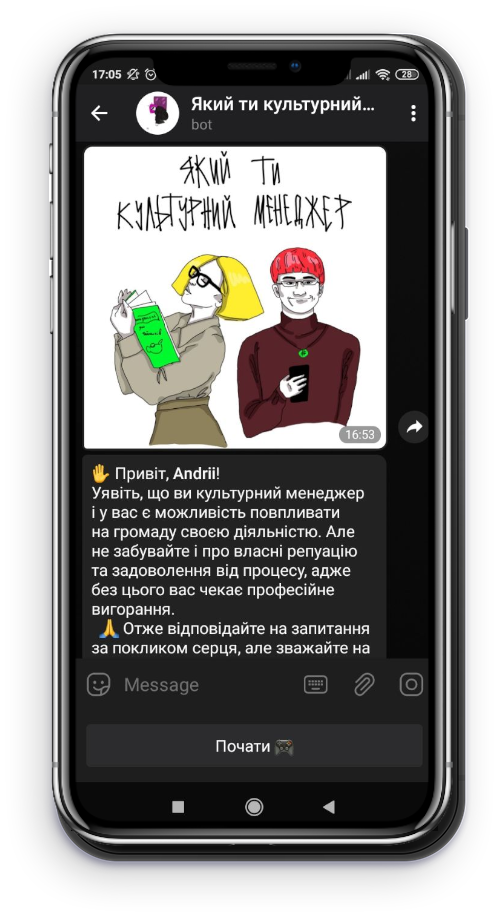 17:05
28
Який ти культурний...
bot
ЯКИЙ ТИ
КУЛЬТУРНИЙ МЕНЕДЖЕР
16:53
✋ Привіт, Andrii!
Уявіть, що ви культурний менеджер
і у вас є можливість повпливати
на громаду своєю діяльністю. Але
не забувайте і про власні репуацію
та задоволення від процесу, адже
без цього вас чекає професійне
вигорання.
🙏 Отже відповідайте на запитання
за покликом серця, але зважайте на
Message
Почати 🎮